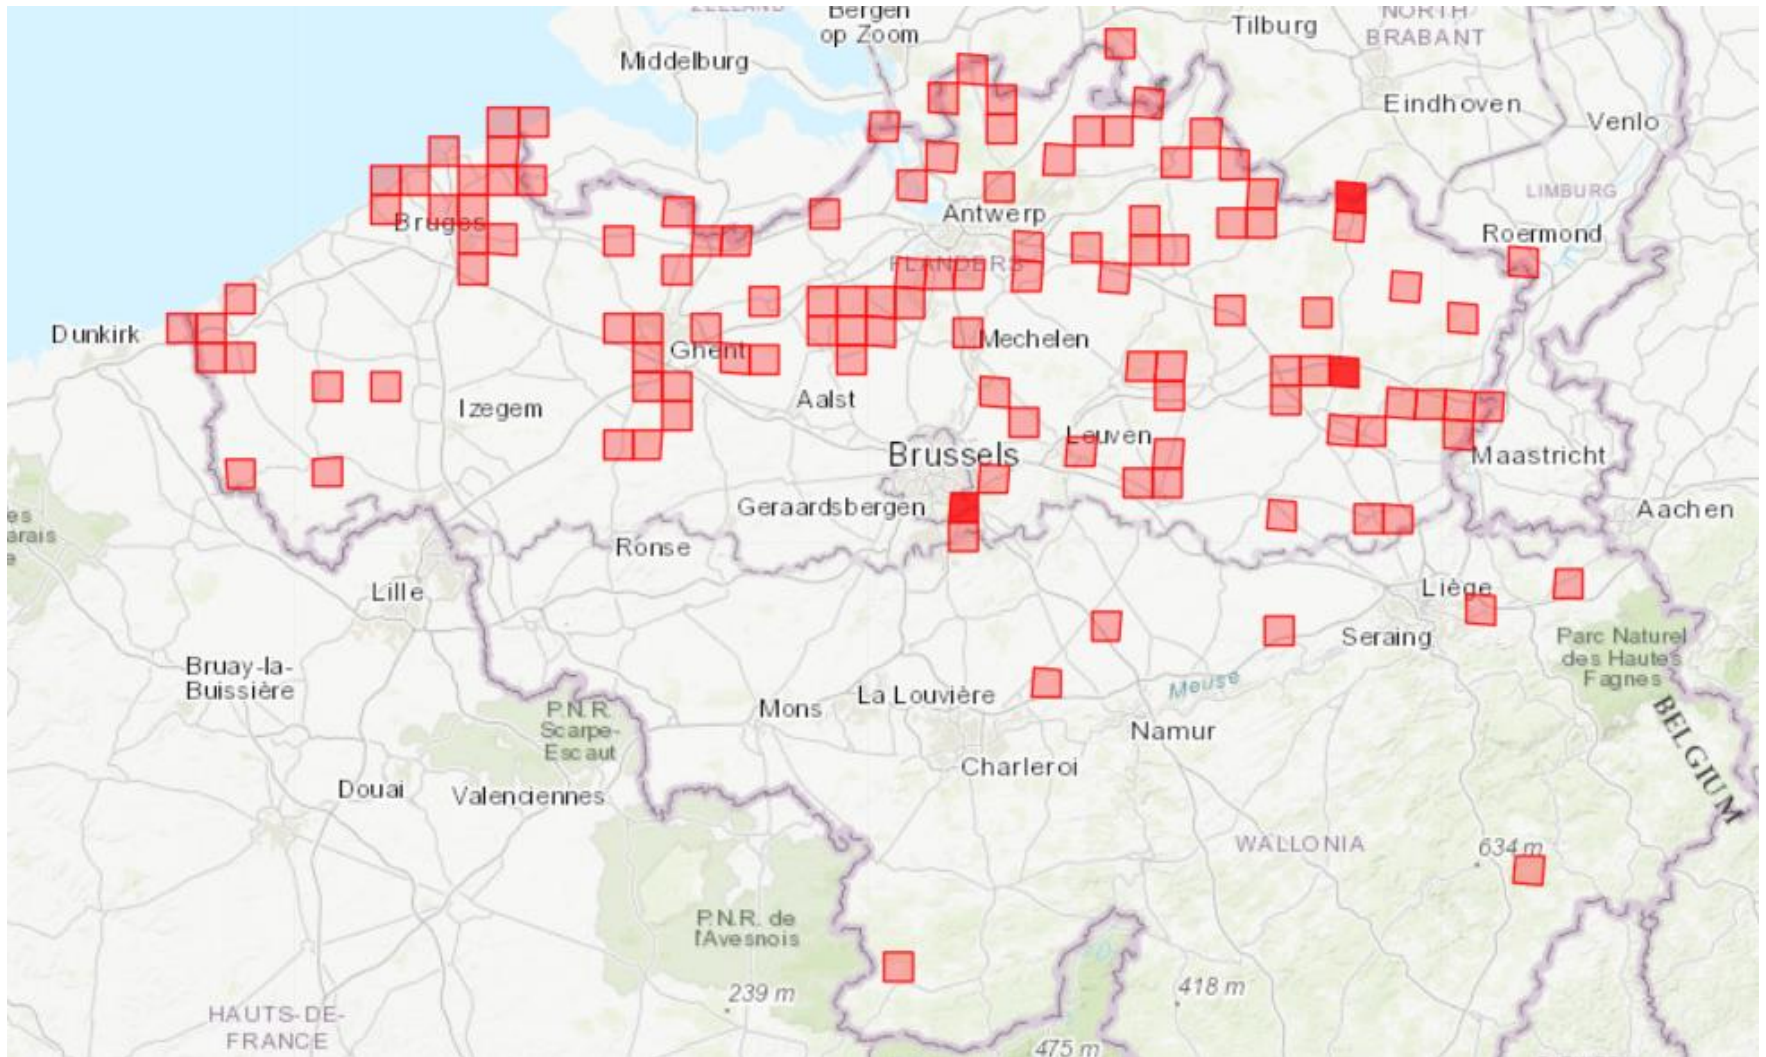 ZEELAND
Bergen
op Zoom
Tilburg
NORTH
BRABANT
Middelburg
Eindhoven
Venlo
LIMBURG
Bruges
Antwerp
Roermond
FLANDERS
Dunkirk
Ghent
Mechelen
Izegem
Aalst
Leuven
Brussels
Maastricht
Geraardsbergen
Aachen
es
arais
e
Ronse
Lille
Liège
Seraing
Parc Naturel
des Hautes
Fagnes
Bruay-la-
Buissière
Meuse
La Louvière
Mons
P.N.R.
Scarpe-
Escaut
Namur
BELGIUM
Charleroi
Douai
Valenciennes
WALLONIA
634 m
P.N.R. de
l'Avesnois
239 m
418 m
HAUTS-DE-
FRANCE
475 m